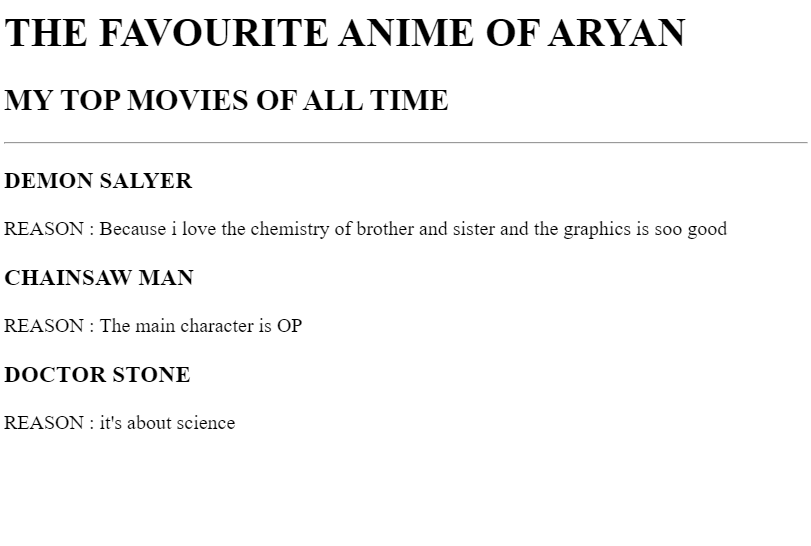 THE FAVOURITE ANIME OF ARYAN
MY TOP MOVIES OF ALL TIME
DEMON SALYER
REASON : Because i love the chemistry of brother and sister and the graphics is soo good
CHAINSAW MAN
REASON : The main character is OP
DOCTOR STONE
REASON : it's about science